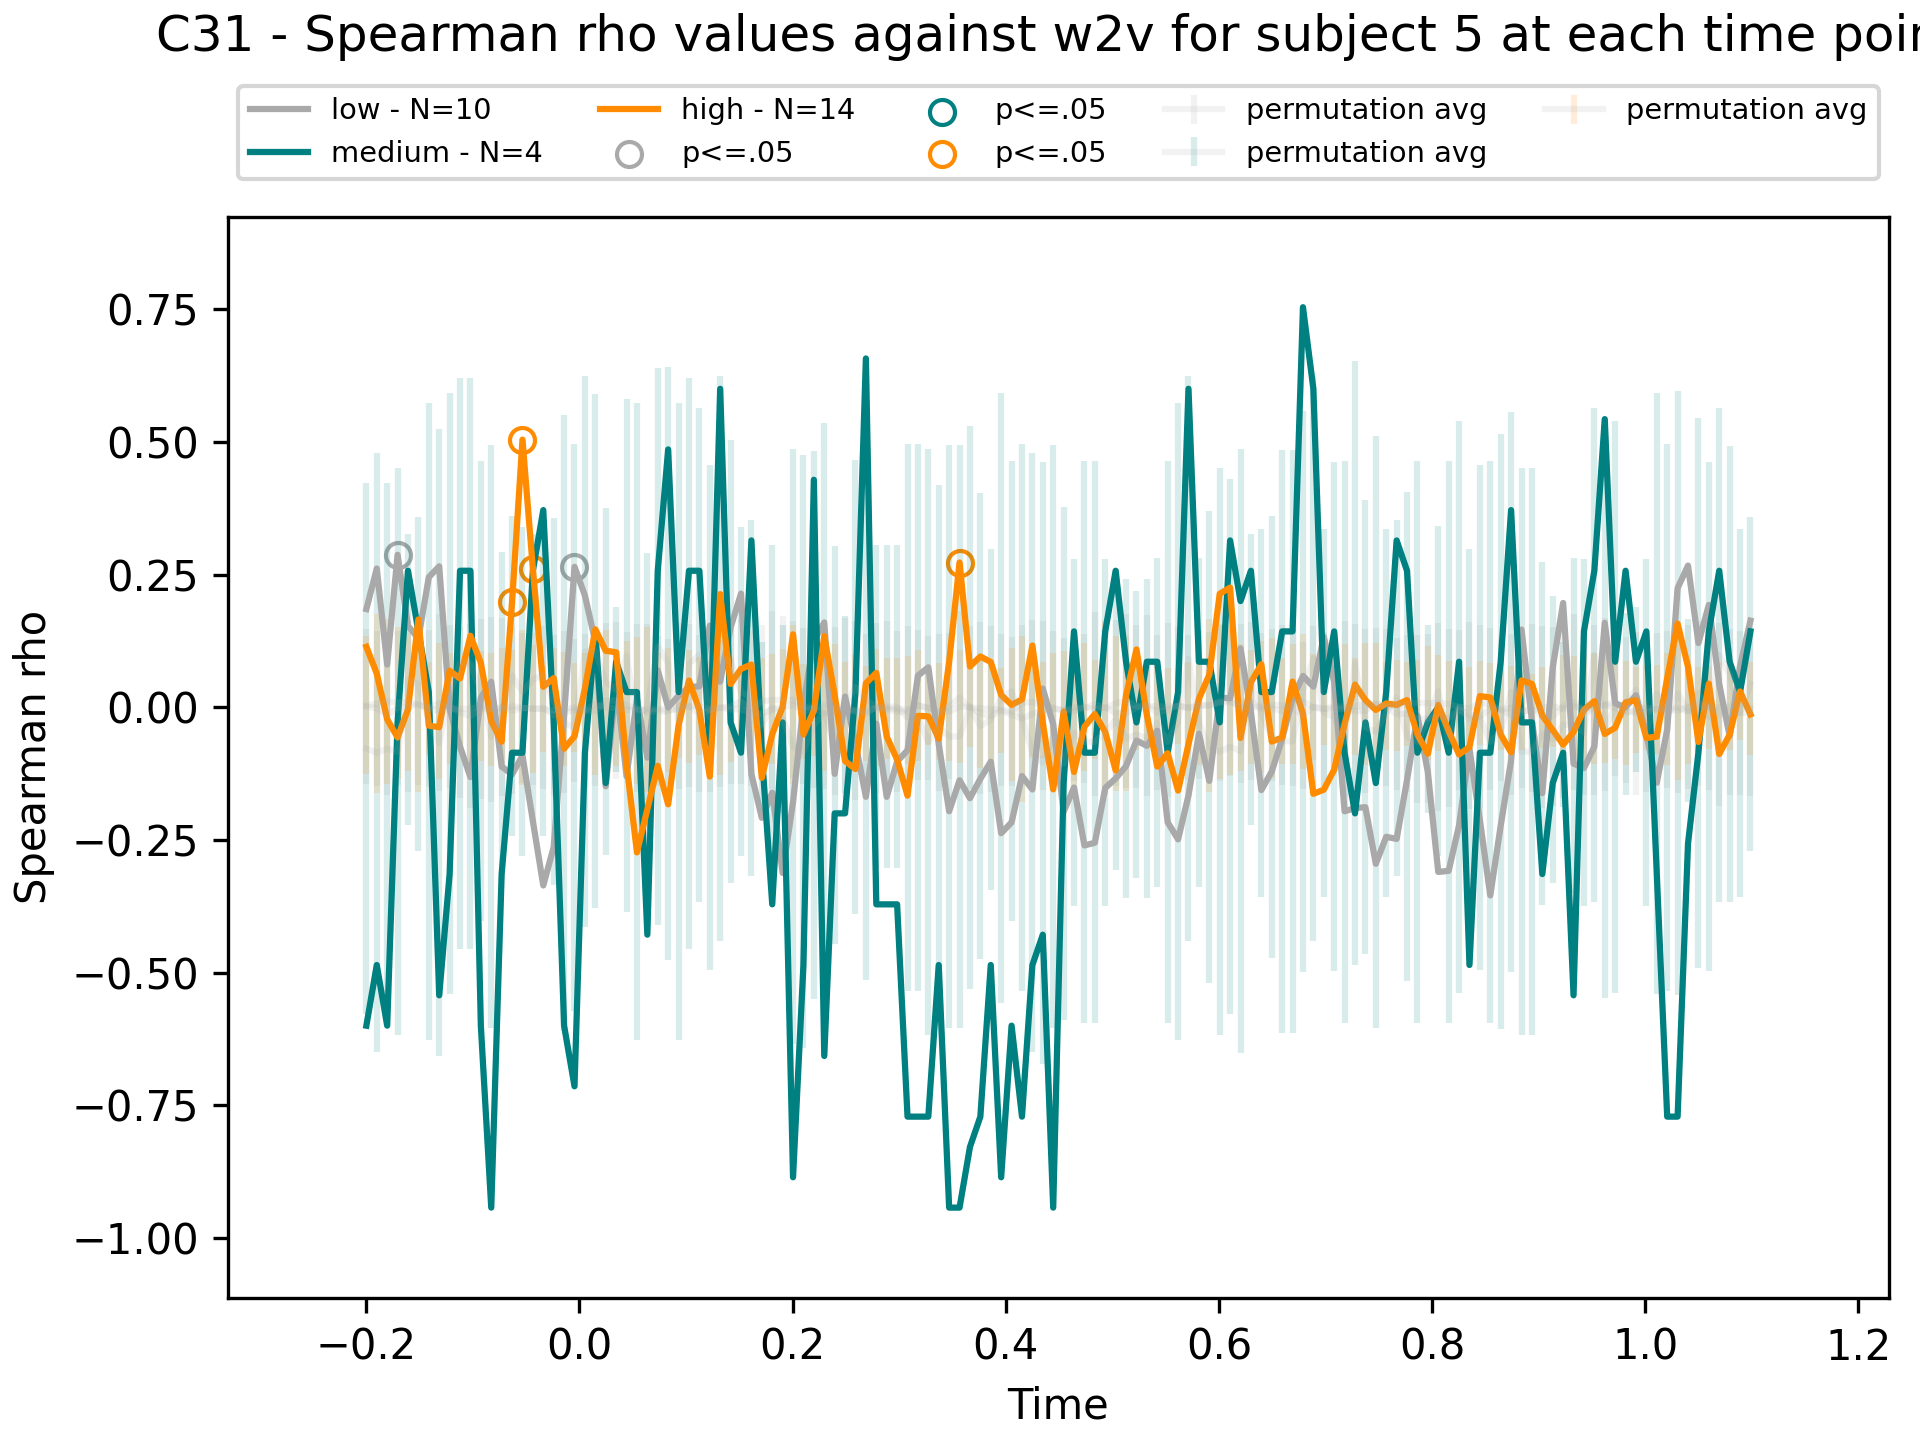 C31 - Spearman rho values against w2v for subject 5 at each time poin
low - N=10
medium - N=4
high - N=14
p<=.05
p<=.05
p<=.05
permutation avg
permutation avg
permutation avg
Spearman rho
0.75
0.50
0.25
0.00
−0.25
−0.50
−0.75
−1.00
−0.2 0.0 0.2 0.4 0.6 0.8 1.0 1.2
Time